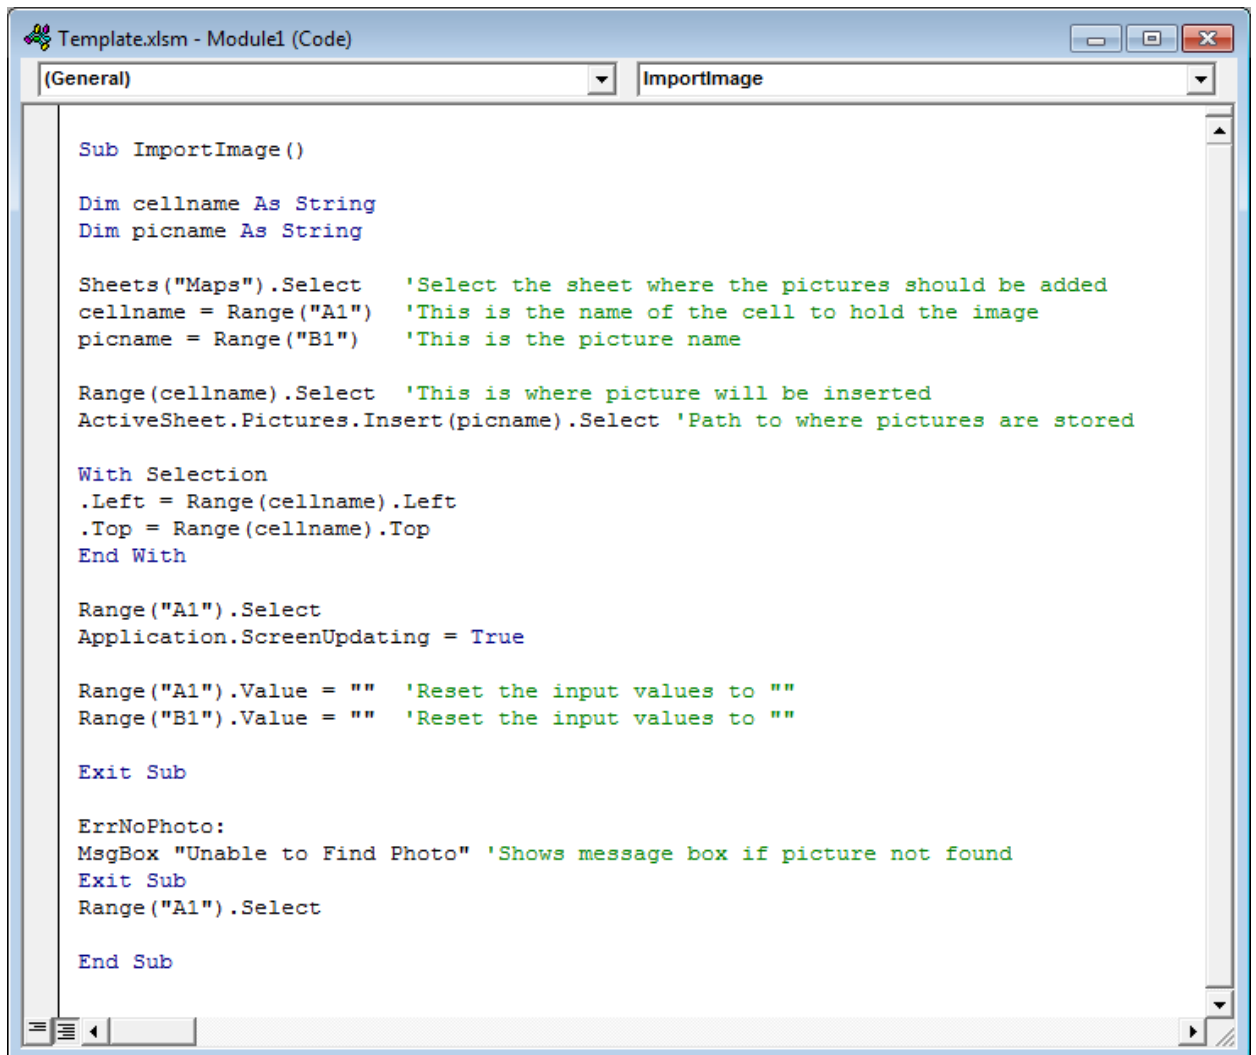 Template.xlsm - Module1 (Code)
(General) ImportImage
Sub ImportImage()
Dim cellname As String
Dim picname As String
Sheets("Maps").Select 'Select the sheet where the pictures should be added
cellname = Range("A1") 'This is the name of the cell to hold the image
picname = Range("B1") 'This is the picture name
Range(cellname).Select 'This is where picture will be inserted
ActiveSheet.Pictures.Insert(picname).Select 'Path to where pictures are stored
With Selection
.Left = Range(cellname).Left
.Top = Range(cellname).Top
End With
Range("A1").Select
Application.ScreenUpdating = True
Range("A1").Value = "" 'Reset the input values to ""
Range("B1").Value = "" 'Reset the input values to ""
Exit Sub
ErrNoPhoto:
MsgBox "Unable to Find Photo" 'Shows message box if picture not found
Exit Sub
Range("A1").Select
End Sub